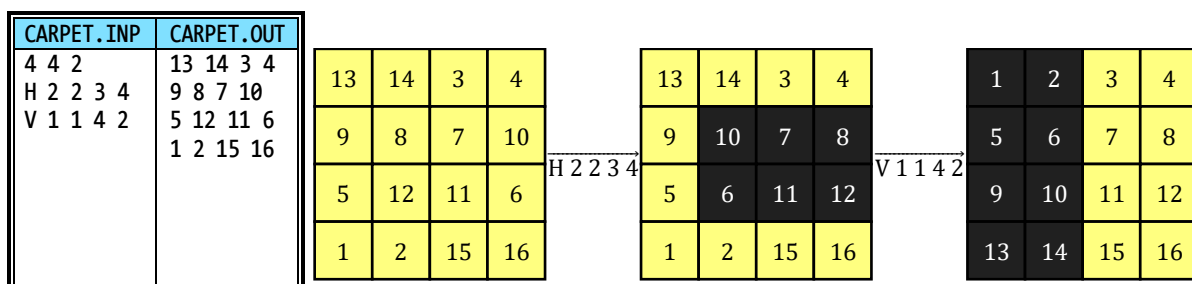 CARPET.INP CARPET.OUT
4 4 2 13 14 3 4
H 2 2 3 4 9 8 7 10
V 1 1 4 2 5 12 11 6
1 2 15 16
13 14 3 4
9 8 7 10
5 12 11 6
1 2 15 16
H 2 2 3 4
13 14 3 4
9 10 7 8
5 6 11 12
1 2 15 16
V 1 1 4 2
1 2 3 4
5 6 7 8
9 10 11 12
13 14 15 16